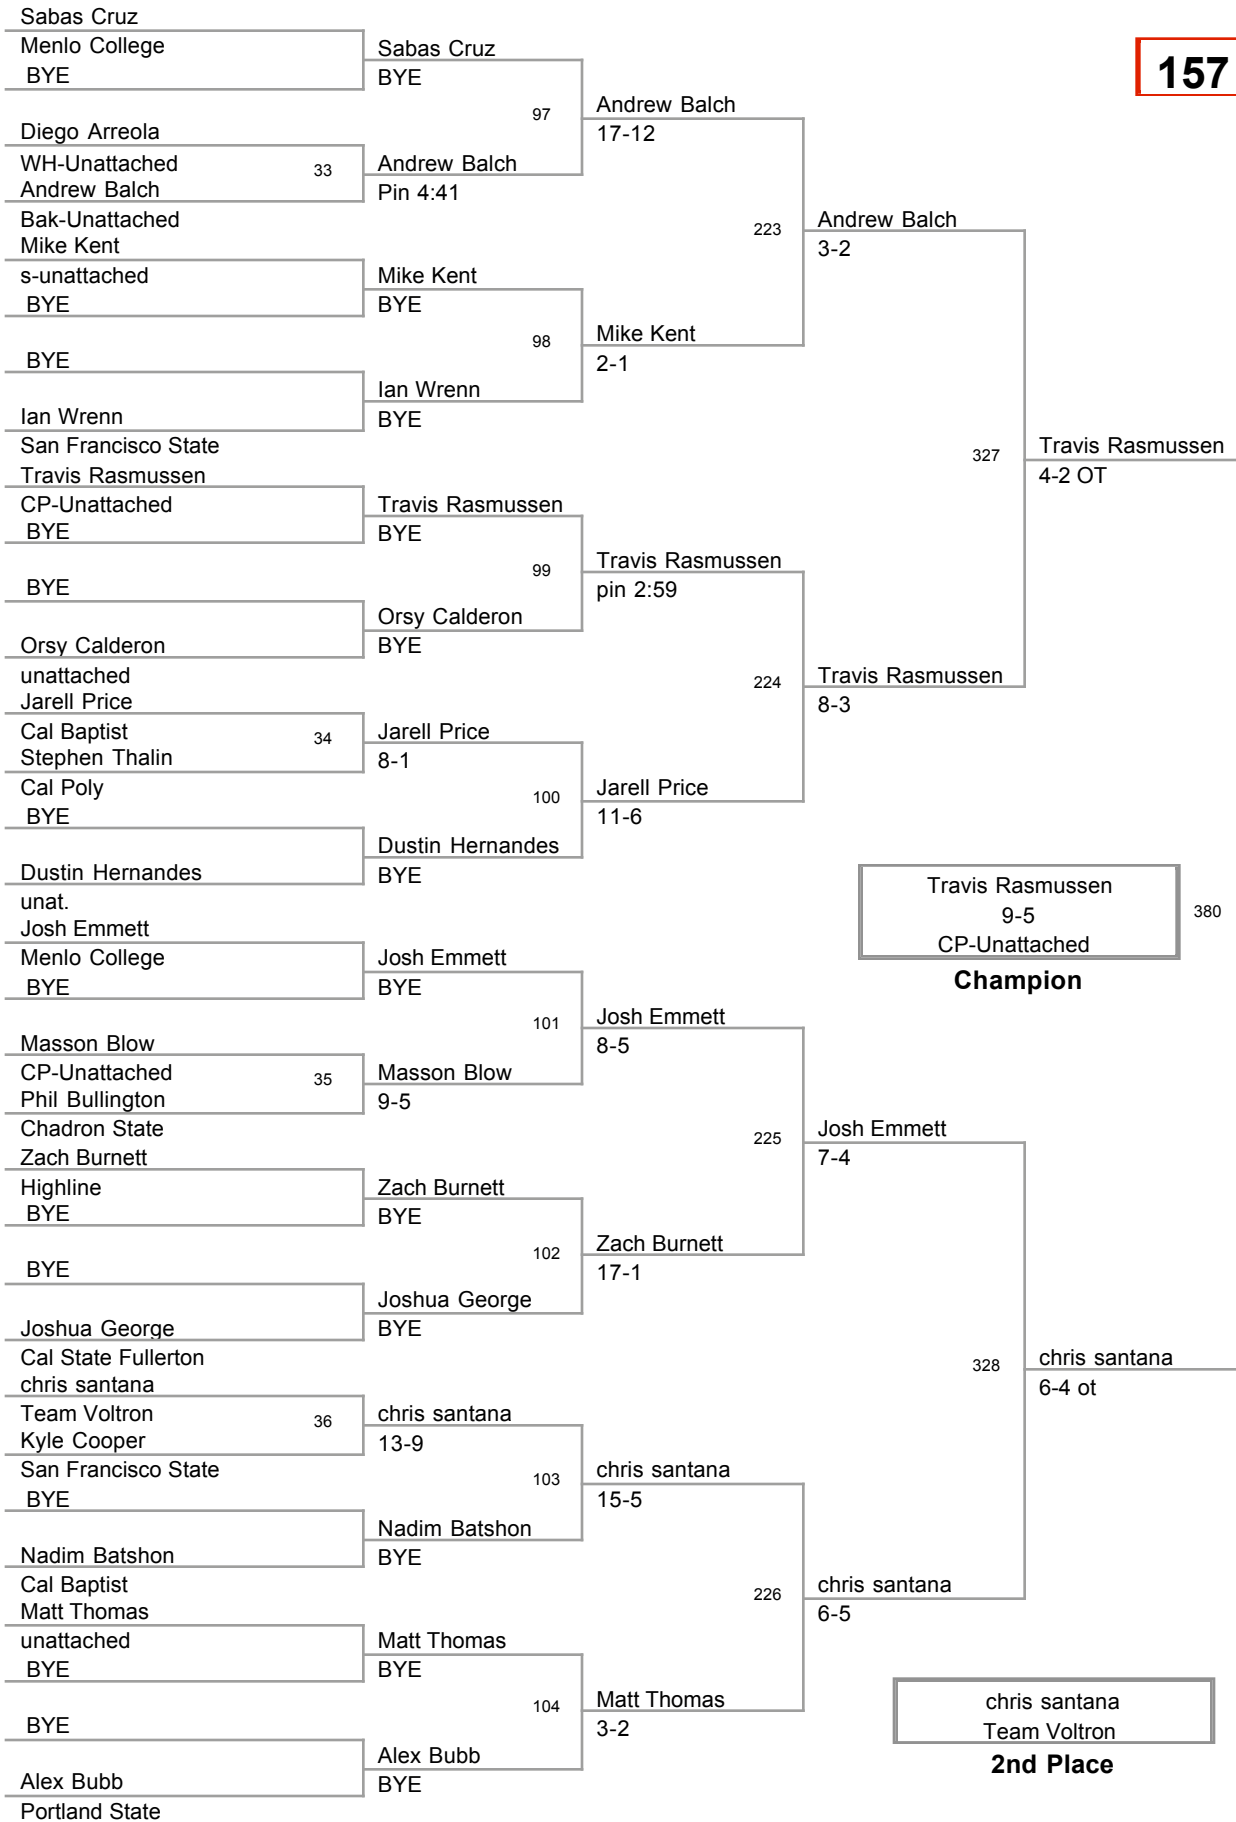 Sabas Cruz
Menlo College
BYE
Diego Arreola
WH-Unattached
33
Andrew Balch
Bak-Unattached
Mike Kent
s-unattached
BYE
BYE
Ian Wrenn
San Francisco State
Travis Rasmussen
CP-Unattached
BYE
BYE
Orsy Calderon
unattached
Jarell Price
Cal Baptist
34
Stephen Thalin
Cal Poly
BYE
Dustin Hernandes
unat.
Josh Emmett
Menlo College
BYE
Masson Blow
CP-Unattached
35
Phil Bullington
Chadron State
Zach Burnett
Highline
BYE
BYE
Joshua George
Cal State Fullerton
chris santana
Team Voltron
36
Kyle Cooper
San Francisco State
BYE
Nadim Batshon
Cal Baptist
Matt Thomas
unattached
BYE
BYE
Alex Bubb
Portland State
Sabas Cruz
BYE
97
Andrew Balch
Pin 4:41
Mike Kent
BYE
98
Ian Wrenn
BYE
Travis Rasmussen
BYE
99
Orsy Calderon
BYE
Jarell Price
8-1
100
Dustin Hernandes
BYE
Josh Emmett
BYE
101
Masson Blow
9-5
Zach Burnett
BYE
102
Joshua George
BYE
chris santana
13-9
103
Nadim Batshon
BYE
Matt Thomas
BYE
104
Alex Bubb
BYE
Andrew Balch
17-12
223
Mike Kent
2-1
Travis Rasmussen
pin 2:59
224
Jarell Price
11-6
Josh Emmett
8-5
225
Zach Burnett
17-1
chris santana
15-5
226
Matt Thomas
3-2
Andrew Balch
3-2
327
Travis Rasmussen
8-3
Josh Emmett
7-4
328
chris santana
6-5
157
Travis Rasmussen
4-2 OT
Travis Rasmussen
9-5
CP-Unattached
380
Champion
chris santana
6-4 ot
chris santana
Team Voltron
2nd Place